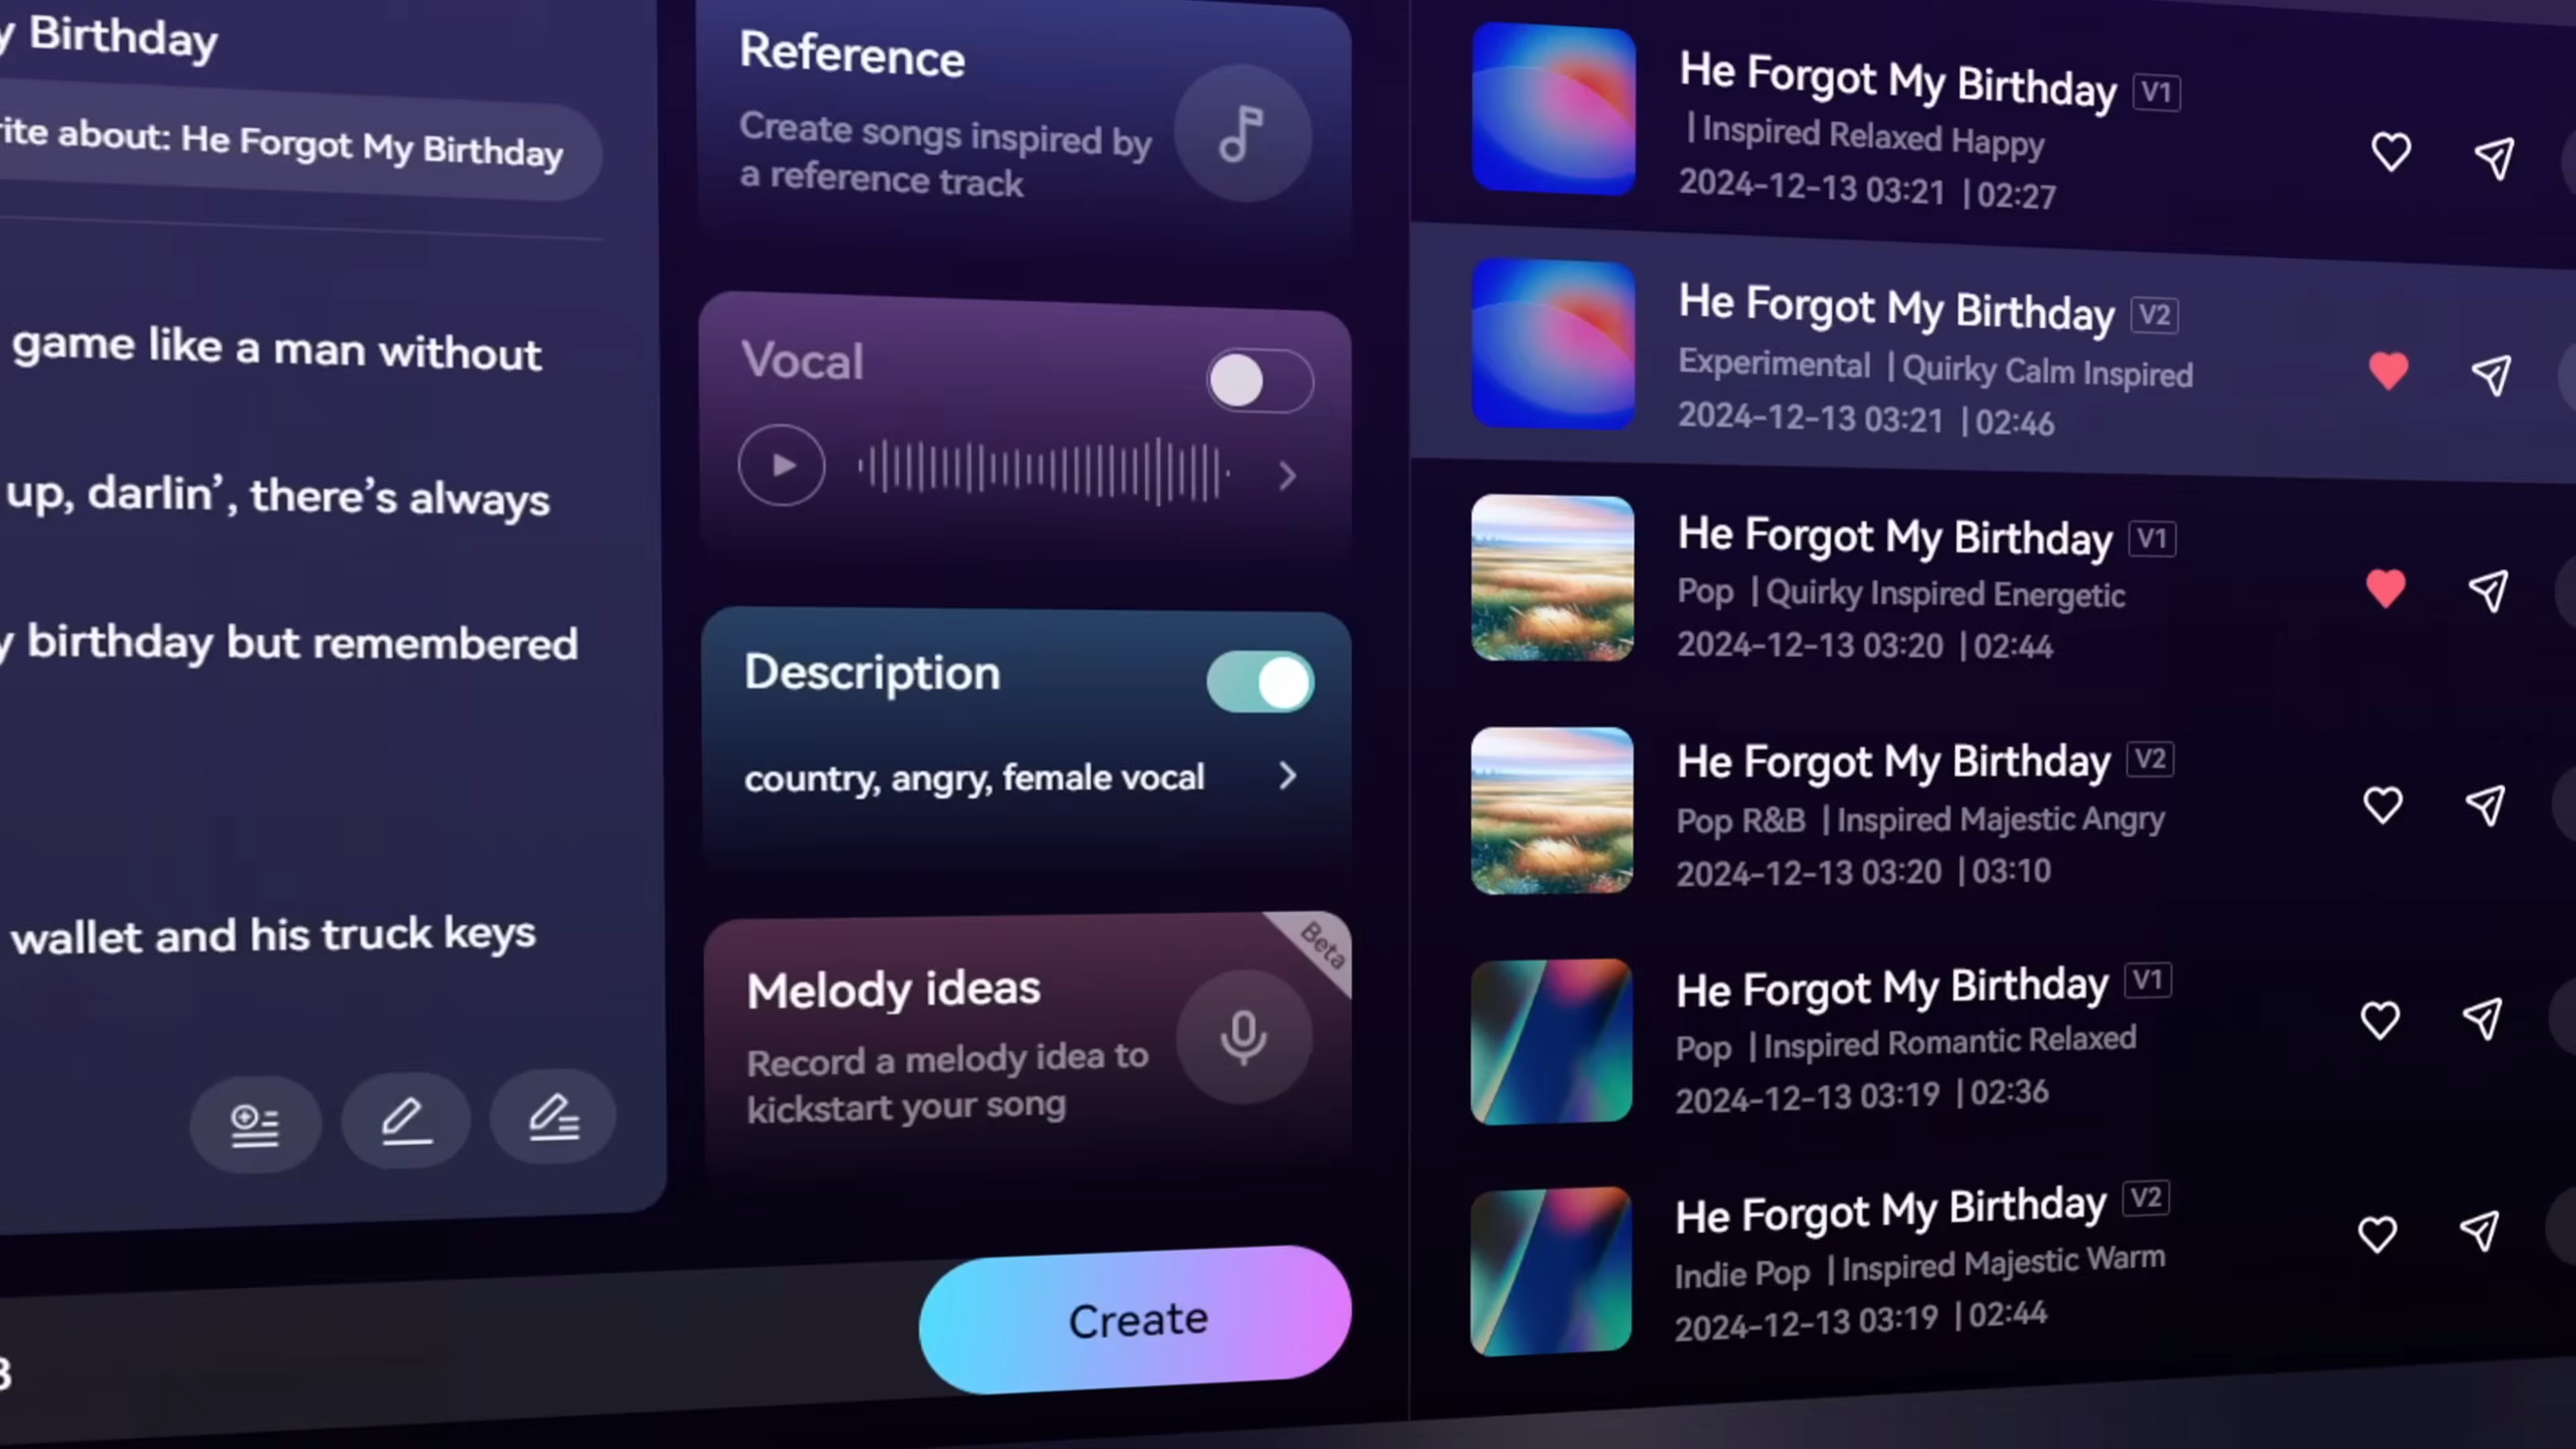 Birthday
about: He Forgot My Birthday
game like a man without
up, darlin’, there’s always
birthday but remembered
wallet and his truck keys
Reference
Create songs inspired by
a reference track
Vocal
Description
country, angry, female vocal
Beta
Melody ideas
Record a melody idea to
kickstart your song
Create
He Forgot My Birthday V1
| Inspired Relaxed Happy
2024-12-13 03:21 | 02:27
He Forgot My Birthday V2
Experimental | Quirky Calm Inspired
2024-12-13 03:21 | 02:46
He Forgot My Birthday V1
Pop | Quirky Inspired Energetic
2024-12-13 03:20 | 02:44
He Forgot My Birthday V2
Pop R&B | Inspired Majestic Angry
2024-12-13 03:20 | 03:10
He Forgot My Birthday V1
Pop | Inspired Romantic Relaxed
2024-12-13 03:19 | 02:36
He Forgot My Birthday V2
Indie Pop | Inspired Majestic Warm
2024-12-13 03:19 | 02:44